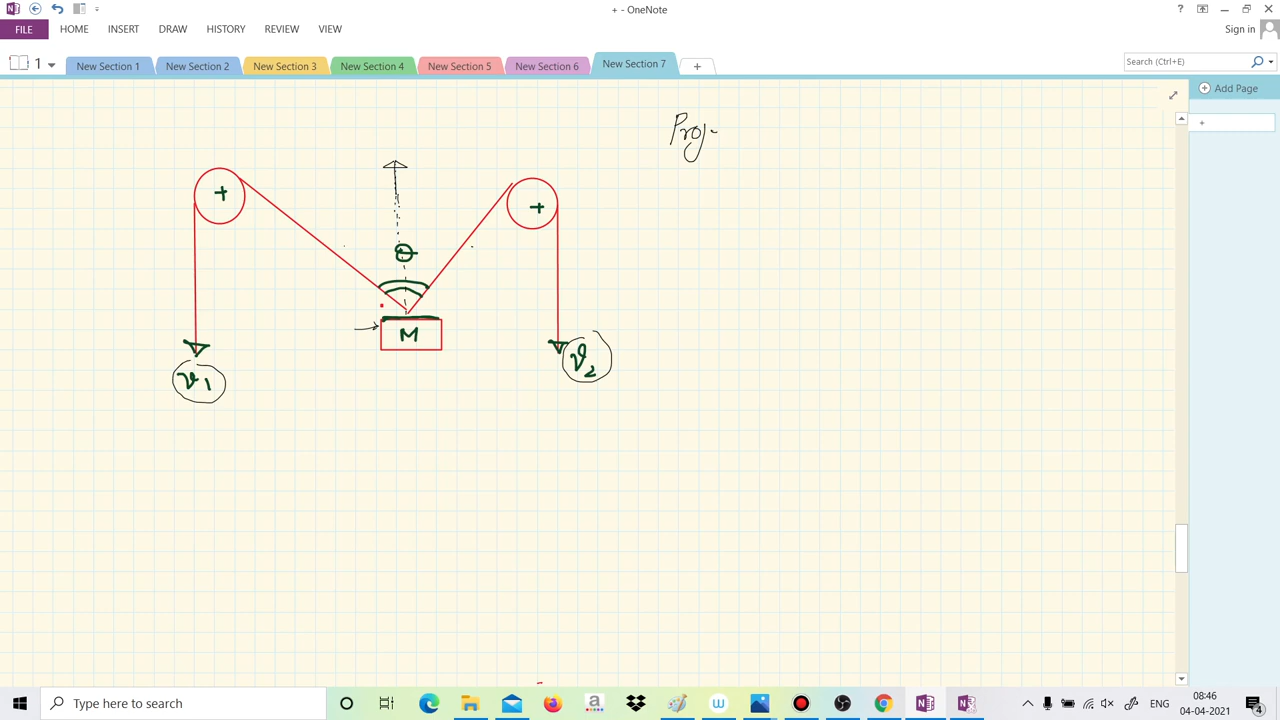 + - OneNote
Sign in
FILE HOME INSERT DRAW HISTORY REVIEW VIEW
1 New Section 1 New Section 2 New Section 3 New Section 4 New Section 5 New Section 6 New Section 7 +
Search (Ctrl+E)
Add Page
+
Proj-
+ +
θ
M
v1
v2
Type here to search
ENG
08:46
04-04-2021
4